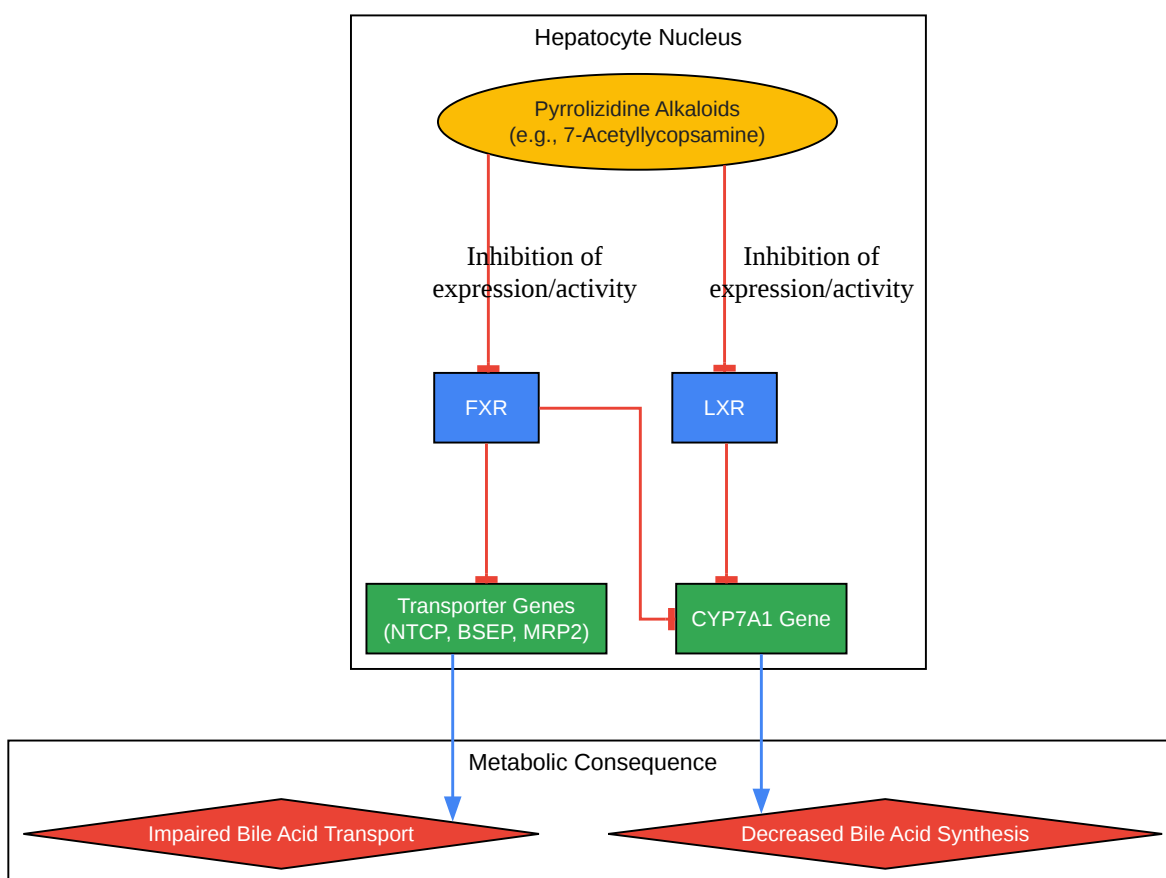 Hepatocyte Nucleus
Pyrrolizidine Alkaloids
(e.g., 7-Acetyllycopsamine)
Inhibition of
expression/activity
Inhibition of
expression/activity
FXR
LXR
Transporter Genes
(NTCP, BSEP, MRP2)
CYP7A1 Gene
Metabolic Consequence
Impaired Bile Acid Transport
Decreased Bile Acid Synthesis